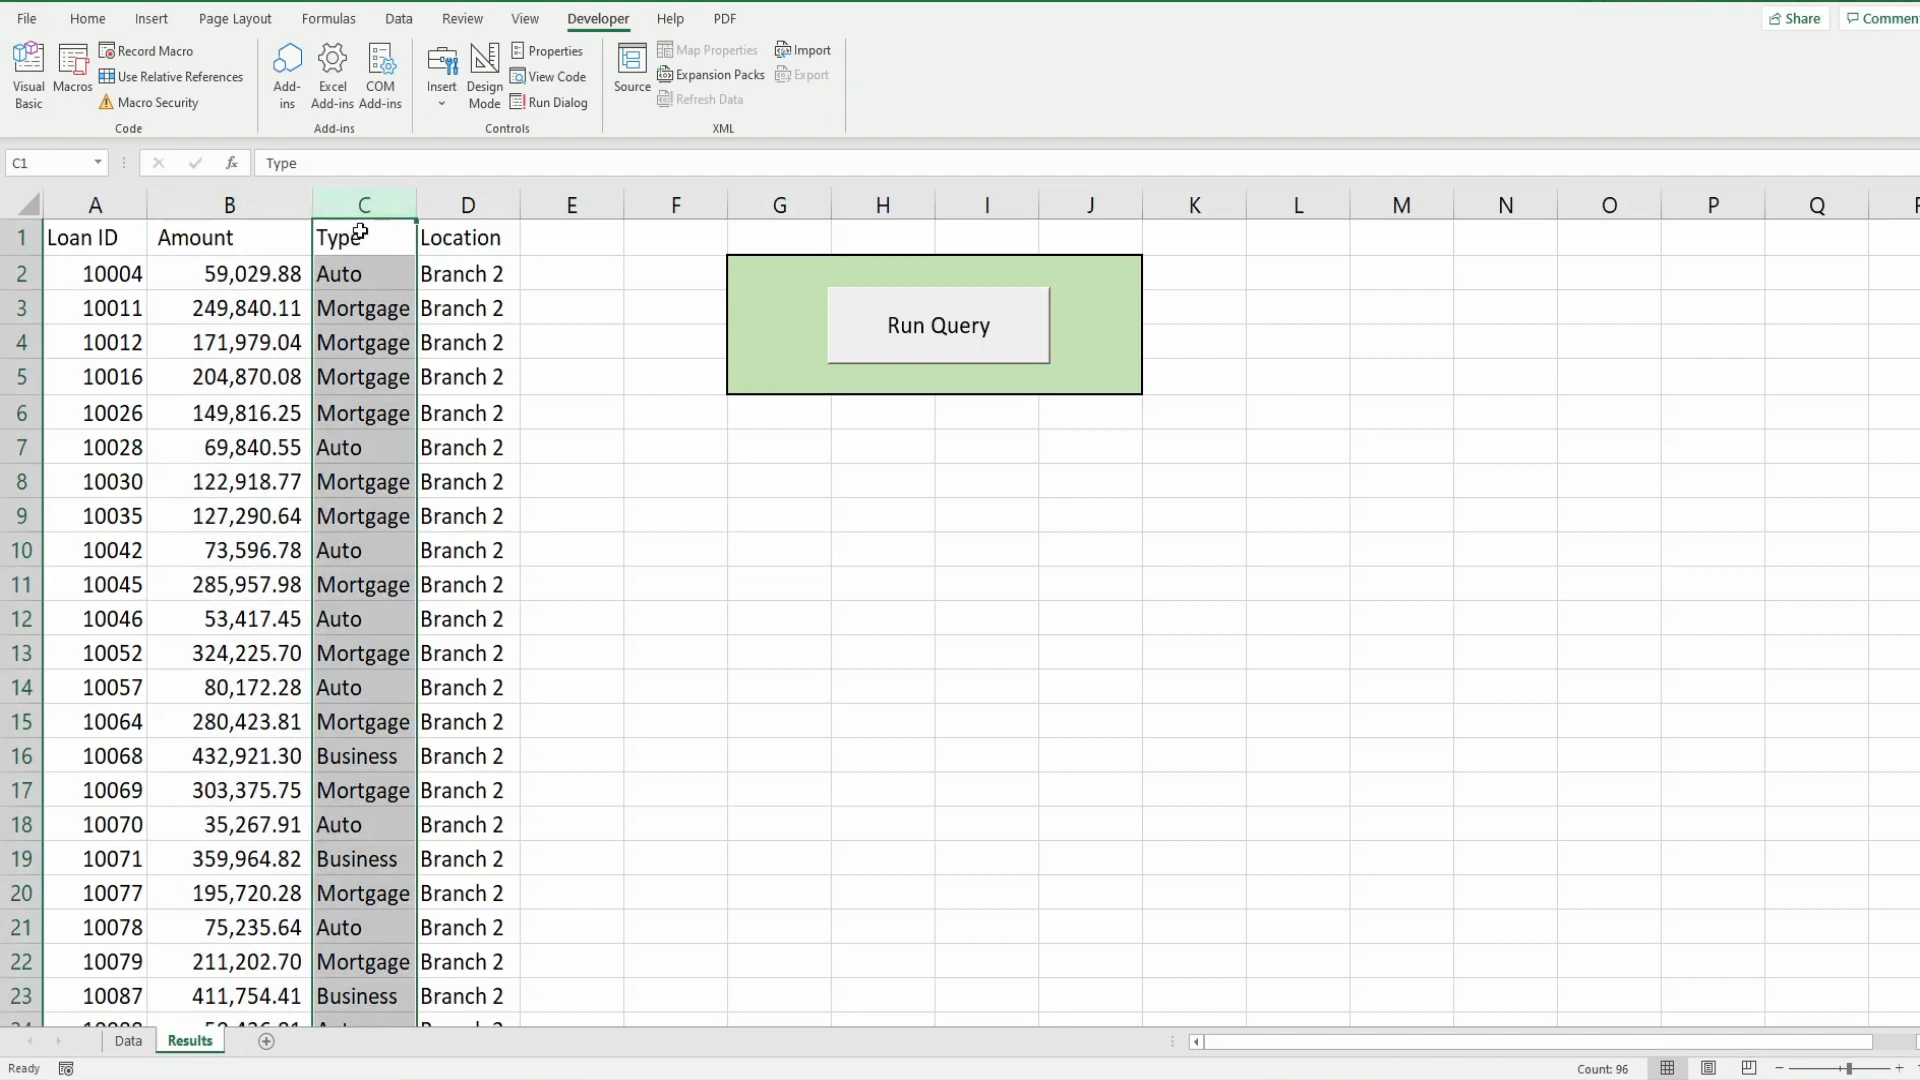 File Home Insert Page Layout Formulas Data Review View Developer Help PDF Share
Visual Basic
Macros
Record Macro
Use Relative References
Macro Security
Code
Add-ins
Excel Add-ins
COM Add-ins
Add-ins
Insert
Design Mode
Properties
View Code
Run Dialog
Controls
Source
Map Properties
Expansion Packs
Refresh Data
Import
Export
XML
C1 fx Type
A B C D E F G H I J K L M N O P Q
1 Loan ID Amount Type Location
2 10004 59,029.88 Auto Branch 2
3 10011 249,840.11 Mortgage Branch 2
4 10012 171,979.04 Mortgage Branch 2
5 10016 204,870.08 Mortgage Branch 2
6 10026 149,816.25 Mortgage Branch 2
7 10028 69,840.55 Auto Branch 2
8 10030 122,918.77 Mortgage Branch 2
9 10035 127,290.64 Mortgage Branch 2
10 10042 73,596.78 Auto Branch 2
11 10045 285,957.98 Mortgage Branch 2
12 10046 53,417.45 Auto Branch 2
13 10052 324,225.70 Mortgage Branch 2
14 10057 80,172.28 Auto Branch 2
15 10064 280,423.81 Mortgage Branch 2
16 10068 432,921.30 Business Branch 2
17 10069 303,375.75 Mortgage Branch 2
18 10070 35,267.91 Auto Branch 2
19 10071 359,964.82 Business Branch 2
20 10077 195,720.28 Mortgage Branch 2
21 10078 75,235.64 Auto Branch 2
22 10079 211,202.70 Mortgage Branch 2
23 10087 411,754.41 Business Branch 2
Run Query
Data Results
Ready Count: 96